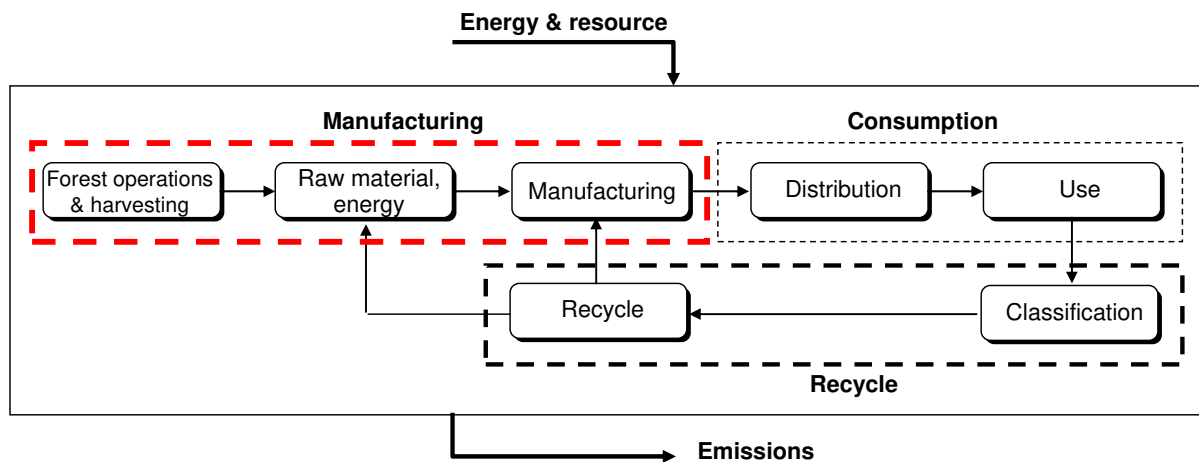 Energy & resource
Manufacturing
Consumption
Forest operations
& harvesting
Raw material,
energy
Manufacturing
Distribution
Use
Recycle
Classification
Recycle
Emissions